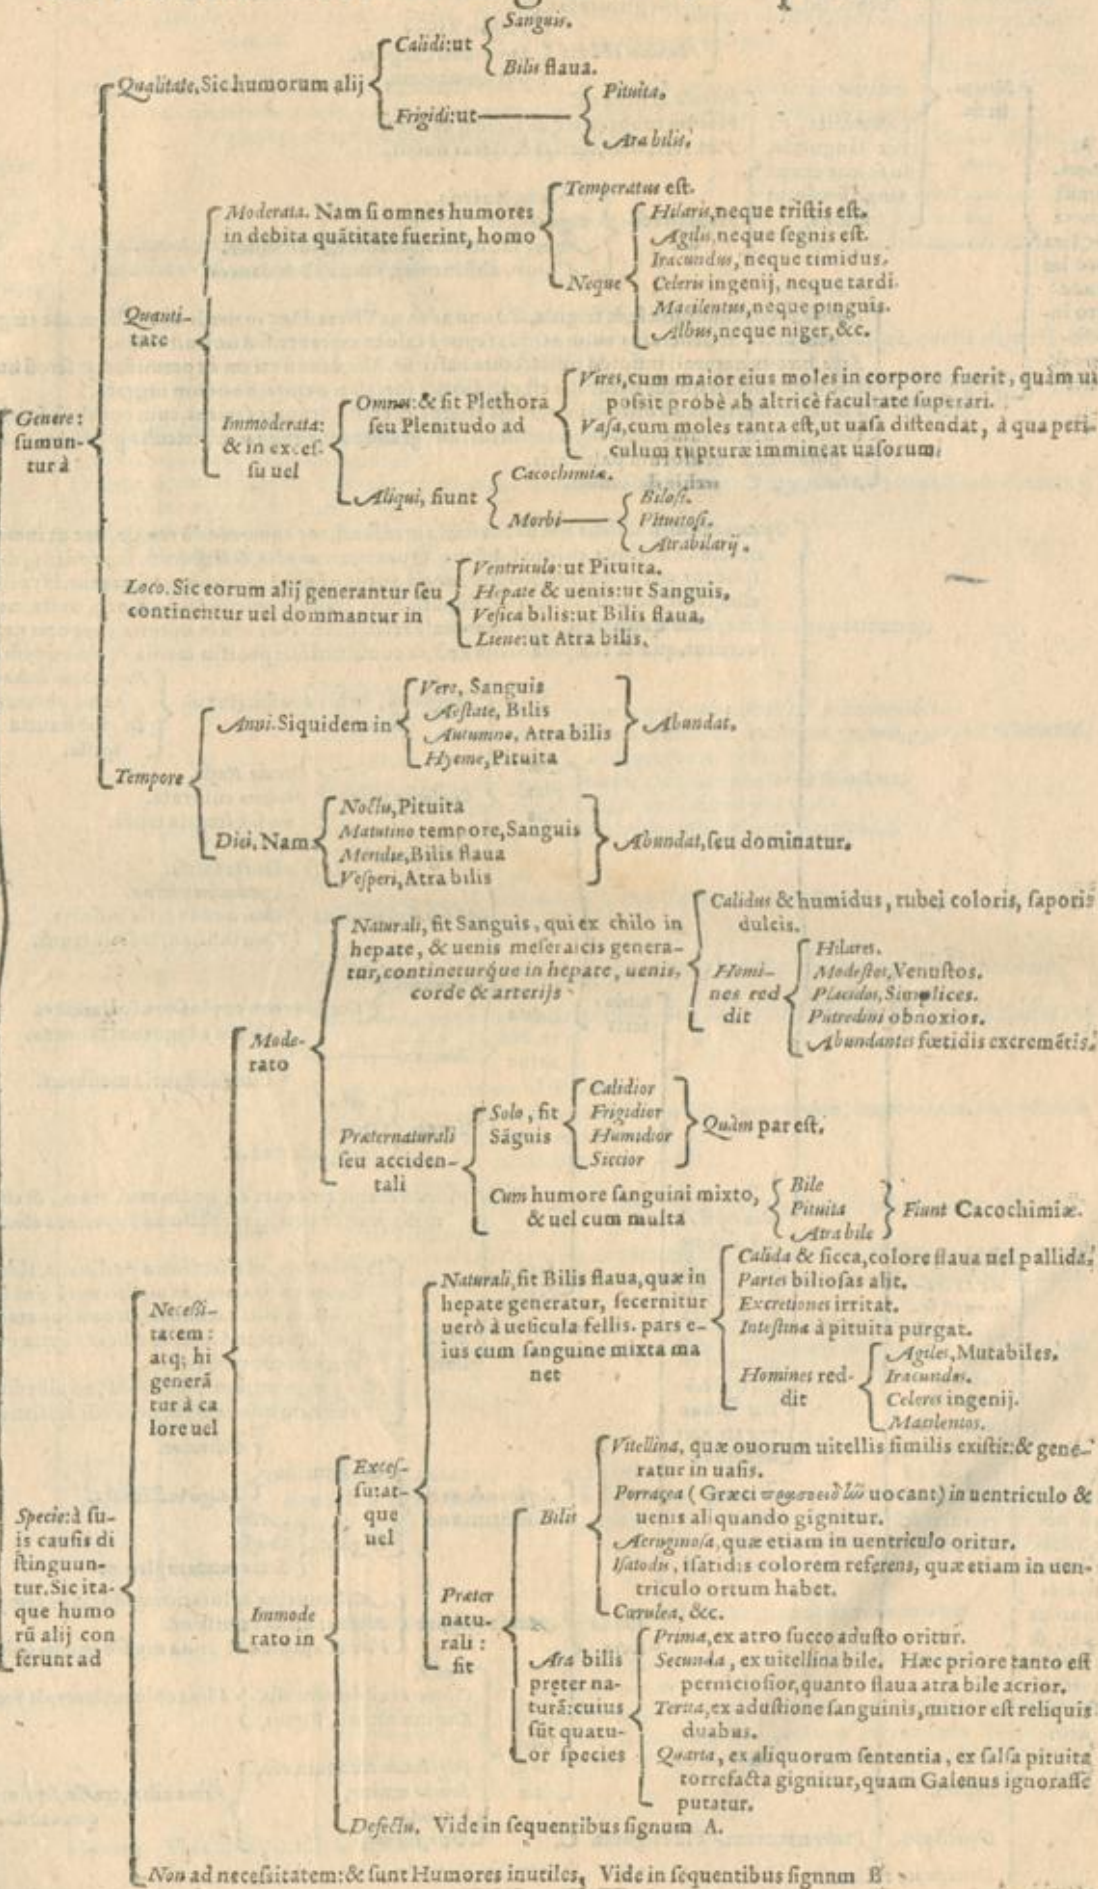 Sanguis.
Calidi:ut
Bilis flaua.
Qualitate, Sic humorum alij
Pituita.
Frigidi:ut
Atra bilis.
Temperatus est.
Moderata. Nam si omnes humores
in debita quãtitate fuerint, homo
Hilaris, neque tristis est.
Agilis, neque segnis est.
Iracundus, neque timidus.
Neque
Celeris ingenij, neque tardi.
Macilentus, neque pinguis.
Albus, neque niger, &c.
Quanti-
tate
Vires, cum maior eius moles in corpore fuerit, quàm ut
possit probè ab altrice facultate superari.
Omnes: & fit Plethora
seu Plenitudo ad
Vasa, cum moles tanta est, ut uasa distendat, à qua peri-
culum rupturæ immineat uasorum.
Genere:
sumun-
tur à
Immoderata:
& in exces-
su uel
Cacochimiæ.
Aliqui, fiunt
Biliosi.
Morbi
Pituitosi.
Atrabilarij.
Loco. Sic eorum alij generantur seu
continentur uel dominantur in
Ventriculo: ut Pituita.
Hepate & uenis: ut Sanguis.
Vesica bilis: ut Bilis flaua.
Liene: ut Atra bilis.
Vere, Sanguis
Anni. Siquidem in
Aestate, Bilis
Abundat.
Autumno, Atra bilis
Hyeme, Pituita
Tempore
Noctu, Pituita
Diei, Nam
Matutino tempore, Sanguis
Abundat, seu dominatur.
Meridie, Bilis flaua
Vesperi, Atra bilis
Calidus & humidus, rubei coloris, saporis
dulcis.
Naturali, fit Sanguis, qui ex chilo in
hepate, & uenis meseraicis genera-
tur, contineturq́ue in hepate, uenis,
corde & arterijs
Homi-
nes red
dit
Hilares.
Modestos, Venustos.
Placidos, Simplices.
Putredini obnoxios.
Abundantes fœtidis excremẽtis.
Mode-
rato
Præternaturali
seu acciden-
tali
Solo, fit
Sãguis
Calidior
Frigidior
Humidior
Siccior
Quàm par est.
Cum humore sanguini mixto,
& uel cum multa
Bile
Pituita
Atra bile
Fiunt Cacochimiæ.
Necessi-
tatem:
atq; hi
generã
tur à ca
lore uel
Naturali, fit Bilis flaua, quæ in
hepate generatur, secernitur
uerò à uesicula fellis. pars e-
ius cum sanguine mixta ma
net
Calida & sicca, colore flaua uel pallida.
Partes biliosas alit.
Excretiones irritat.
Intestina à pituita purgat.
Homines red-
dit
Agiles, Mutabiles.
Iracundos.
Celeres ingenij.
Macilentos.
Exces-
su: at-
que
uel
Vitellina, quæ ouorum uitellis similis existit: & gene-
ratur in uasis.
Porracea (Græci uocant) in uentriculo &
uenis aliquando gignitur.
Bilis
Aeruginosa, quæ etiam in uentriculo oritur.
Isatodis, isatidis colorem referens, quæ etiam in uen-
triculo ortum habet.
Cærulea, &c.
Specie: à su-
is causis di
stinguun-
tur. Sic ita-
que humo
rũ alij con
ferunt ad
Immode
rato in
Præter
natu-
rali:
fit
Atra bilis
preter na-
turã: cuius
sũt quatu-
or species
Prima, ex atro succo adusto oritur.
Secunda, ex uitellina bile. Hæc priore tanto est
perniciosior, quanto flaua atra bile acrior.
Tertia, ex adustione sanguinis, mitior est reliquis
duabus.
Quarta, ex aliquorum sententia, ex salsa pituita
torrefacta gignitur, quam Galenus ignorasse
putatur.
Defectu. Vide in sequentibus signum A.
Non ad necessitatem: & sunt Humores inutiles, Vide in sequentibus signum B